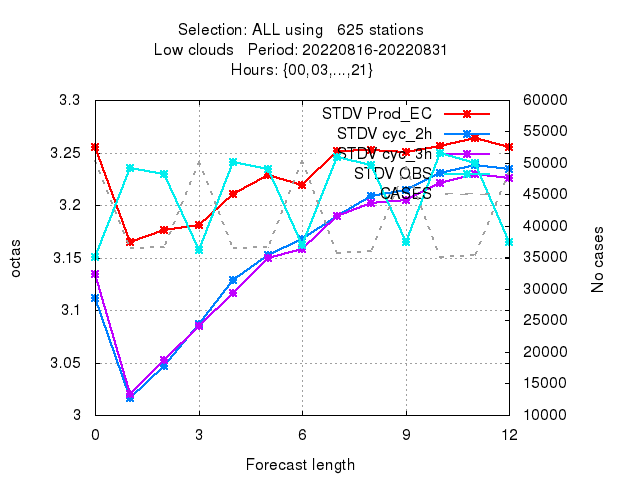 Selection: ALL using   625 stations
Low clouds   Period: 20220816-20220831
Hours: {00,03,...,21}
3.3
3.25
3.2
3.15
3.1
3.05
3
60000
55000
50000
45000
40000
35000
30000
25000
20000
15000
10000
octas
No cases
STDV Prod_EC
STDV cyc_2h
STDV cyc_3h
STDV OBS
CASES
0
3
6
9
12
Forecast length